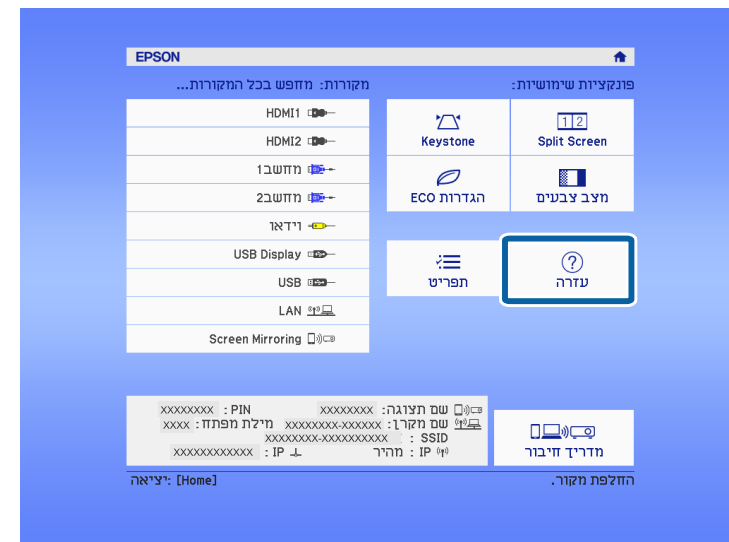 EPSON
פונקציות שימושיות:
מקורות: מחפש בכל המקורות...
HDMI1
HDMI2
מחשב1
מחשב2
וידאו
USB Display
USB
LAN
Screen Mirroring
1 2
Split Screen
Keystone
מצב צבעים
הגדרות ECO
עזרה
תפריט
שם תצוגה: XXXXXXXX PIN : XXXXXXXX
שם מקרן: XXXXXXXX-XXXXXX מילת מפתח: XXXX
SSID : XXXXXXXX-XXXXXXXXXX
IP : מהיר IP : XXXXXXXXXXXX
מדריך חיבור
החלפת מקור.
[Home] :יציאה